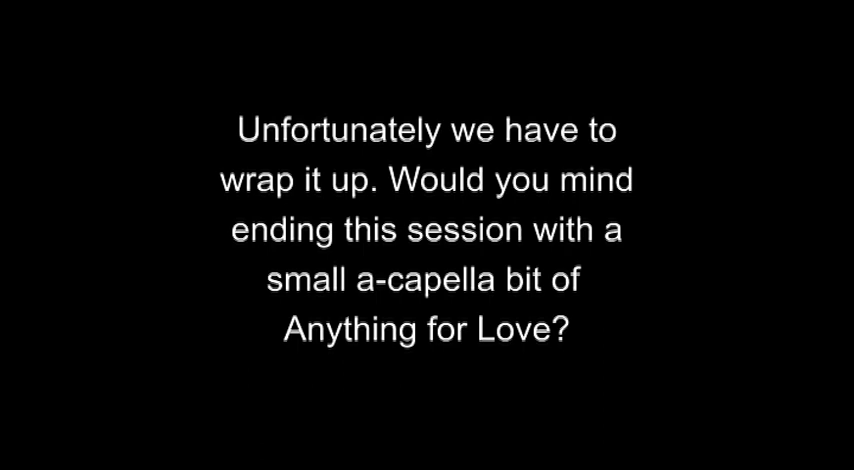 Unfortunately we have to
wrap it up. Would you mind
ending this session with a
small a-capella bit of
Anything for Love?